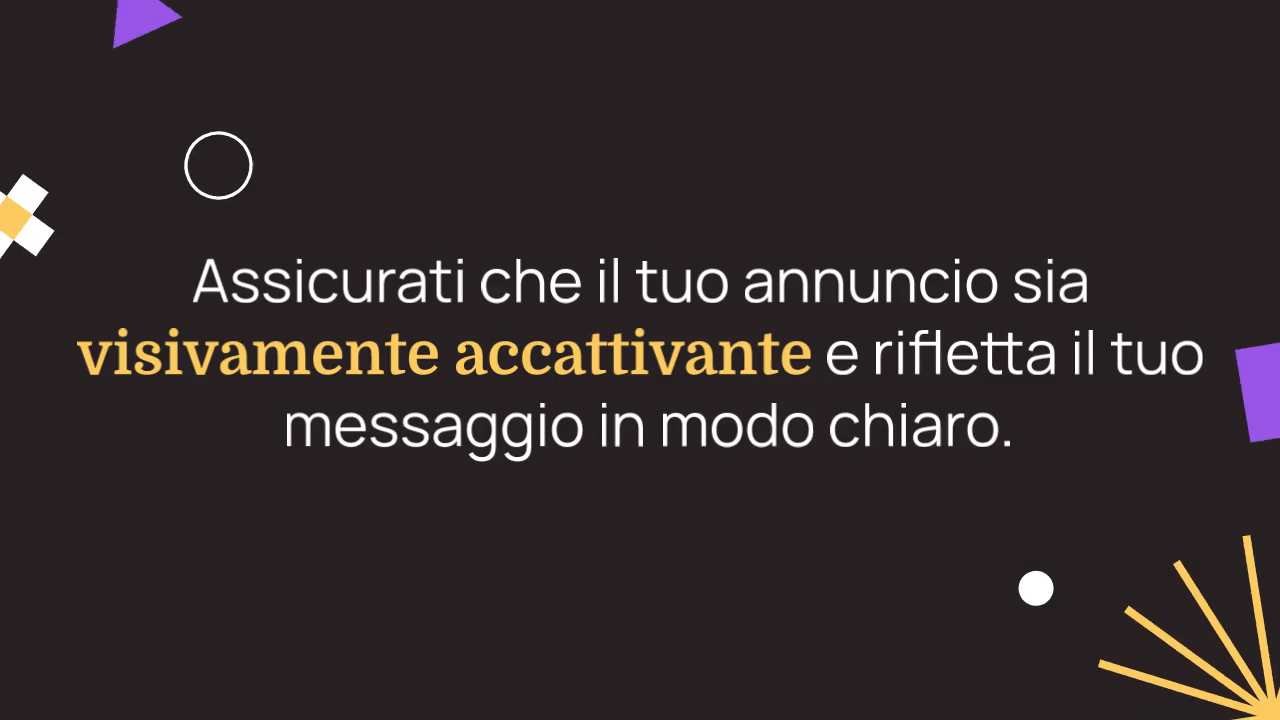 Assicurati che il tuo annuncio sia
visivamente accattivante e rifletta il tuo
messaggio in modo chiaro.